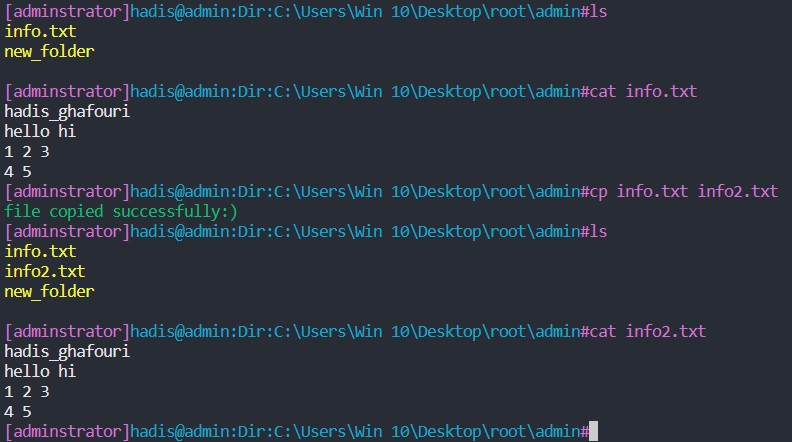 [adminstrator]hadis@admin:Dir:C:\Users\Win 10\Desktop\root\admin#ls
info.txt
new_folder
[adminstrator]hadis@admin:Dir:C:\Users\Win 10\Desktop\root\admin#cat info.txt
hadis_ghafouri
hello hi
1 2 3
4 5
[adminstrator]hadis@admin:Dir:C:\Users\Win 10\Desktop\root\admin#cp info.txt info2.txt
file copied successfully:)
[adminstrator]hadis@admin:Dir:C:\Users\Win 10\Desktop\root\admin#ls
info.txt
info2.txt
new_folder
[adminstrator]hadis@admin:Dir:C:\Users\Win 10\Desktop\root\admin#cat info2.txt
hadis_ghafouri
hello hi
1 2 3
4 5
[adminstrator]hadis@admin:Dir:C:\Users\Win 10\Desktop\root\admin#